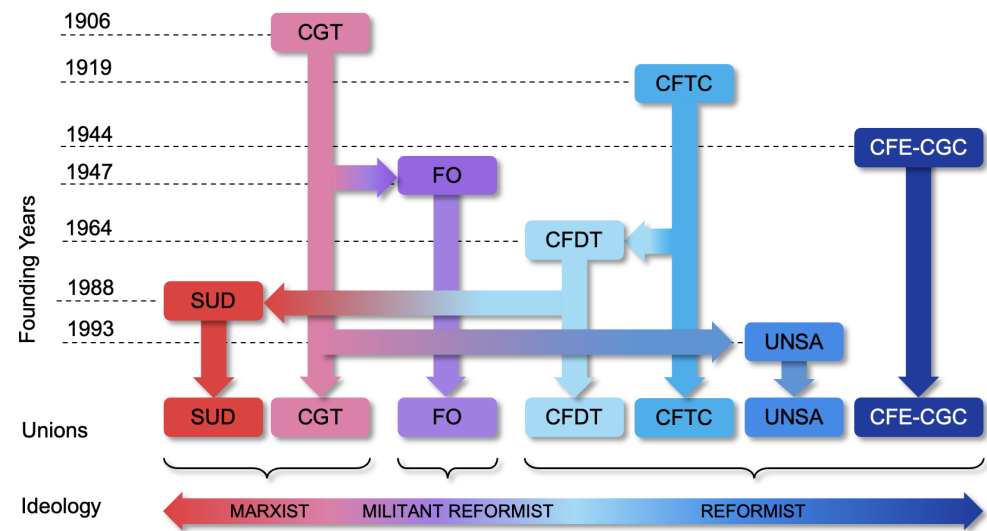 1906
CGT
1919
CFTC
1944
CFE-CGC
1947
FO
1964
CFDT
1988
SUD
1993
UNSA
Founding Years
Unions
SUD
CGT
FO
CFDT
CFTC
UNSA
CFE-CGC
Ideology
MARXIST
MILITANT REFORMIST
REFORMIST